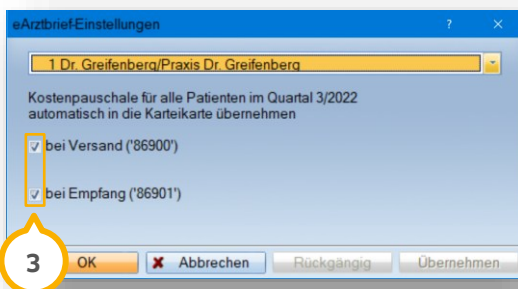 eArztbrief-Einstellungen ? ×
1 Dr. Greifenberg/Praxis Dr. Greifenberg
Kostenpauschale für alle Patienten im Quartal 3/2022
automatisch in die Karteikarte übernehmen
bei Versand ('86900')
bei Empfang ('86901')
3 OK Abbrechen Rückgängig Übernehmen